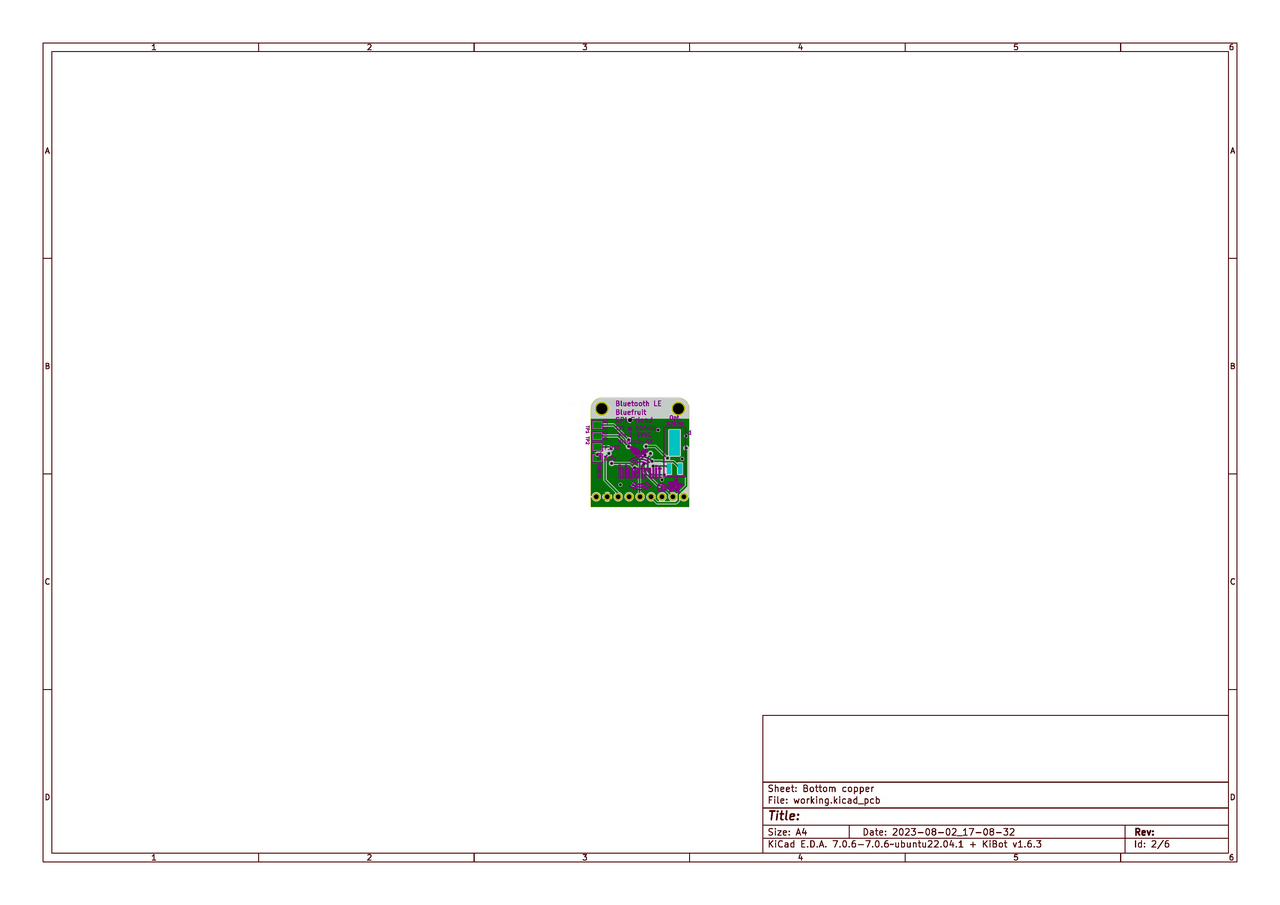 1 2 3 4 5 6
A A
Bluetooth LE
Bluefruit
TP1 TP2
B B
C C
D D
Sheet: Bottom copper
File: working.kicad_pcb
Title:
Size: A4 Date: 2023-08-02_17-08-32 Rev:
KiCad E.D.A. 7.0.6-7.0.6~ubuntu22.04.1 + KiBot v1.6.3 Id: 2/6
1 2 3 4 5 6